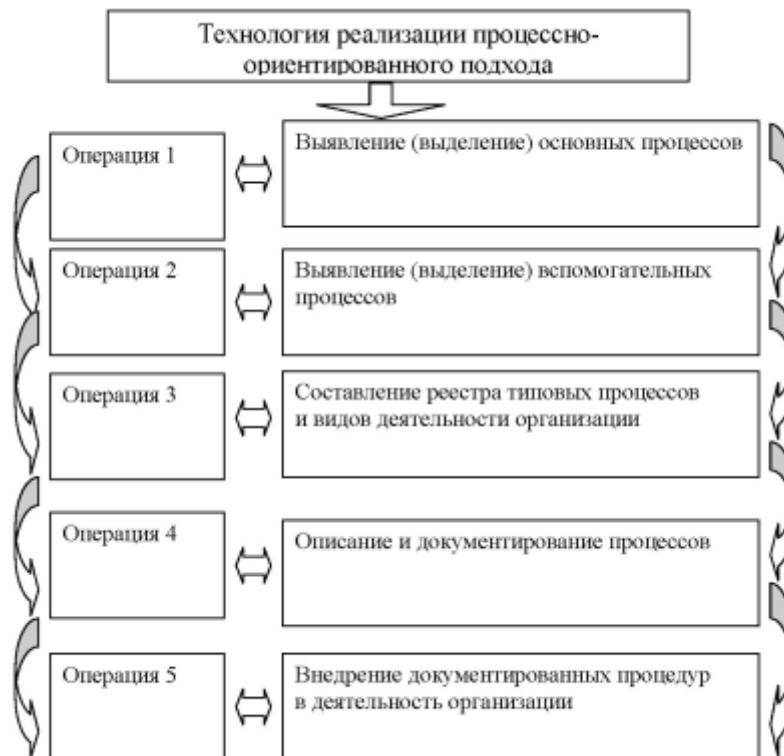 Технология реализации процессно-
ориентированного подхода
Операция 1
Выявление (выделение) основных процессов
Операция 2
Выявление (выделение) вспомогательных
процессов
Операция 3
Составление реестра типовых процессов
и видов деятельности организации
Операция 4
Описание и документирование процессов
Операция 5
Внедрение документированных процедур
в деятельность организации